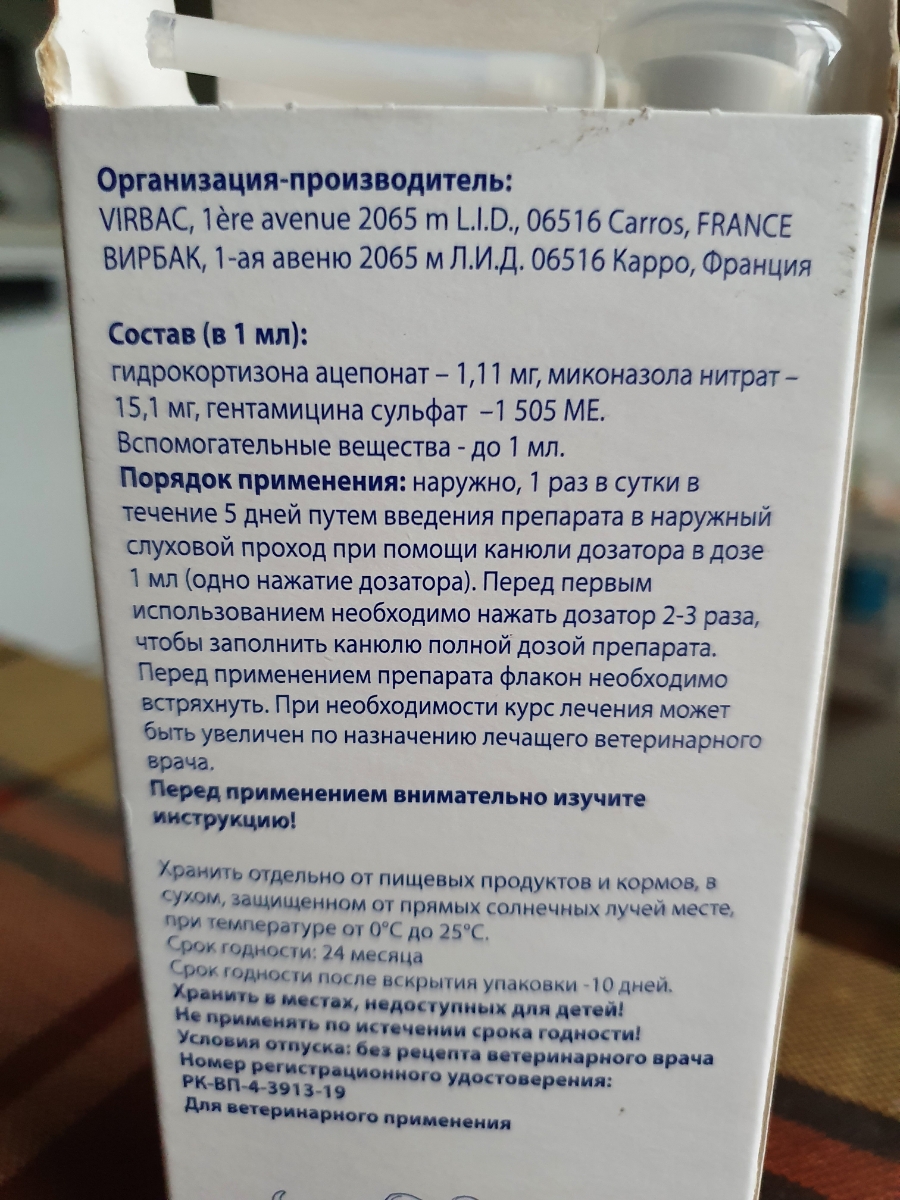 Организация-производитель:
VIRBAC, 1ère avenue 2065 m L.I.D., 06516 Carros, FRANCE
ВИРБАК, 1-ая авеню 2065 м Л.И.Д. 06516 Карро, Франция
Состав (в 1 мл):
гидрокортизона ацепонат – 1,11 мг, миконазола нитрат –
15,1 мг, гентамицина сульфат –1 505 МЕ.
Вспомогательные вещества - до 1 мл.
Порядок применения: наружно, 1 раз в сутки в
течение 5 дней путем введения препарата в наружный
слуховой проход при помощи канюли дозатора в дозе
1 мл (одно нажатие дозатора). Перед первым
использованием необходимо нажать дозатор 2-3 раза,
чтобы заполнить канюлю полной дозой препарата.
Перед применением препарата флакон необходимо
встряхнуть. При необходимости курс лечения может
быть увеличен по назначению лечащего ветеринарного
врача.
Перед применением внимательно изучите
инструкцию!
Хранить отдельно от пищевых продуктов и кормов, в
сухом, защищенном от прямых солнечных лучей месте,
при температуре от 0°С до 25°С.
Срок годности: 24 месяца
Срок годности после вскрытия упаковки -10 дней.
Хранить в местах, недоступных для детей!
Не применять по истечении срока годности!
Условия отпуска: без рецепта ветеринарного врача
Номер регистрационного удостоверения:
РК-ВП-4-3913-19
Для ветеринарного применения